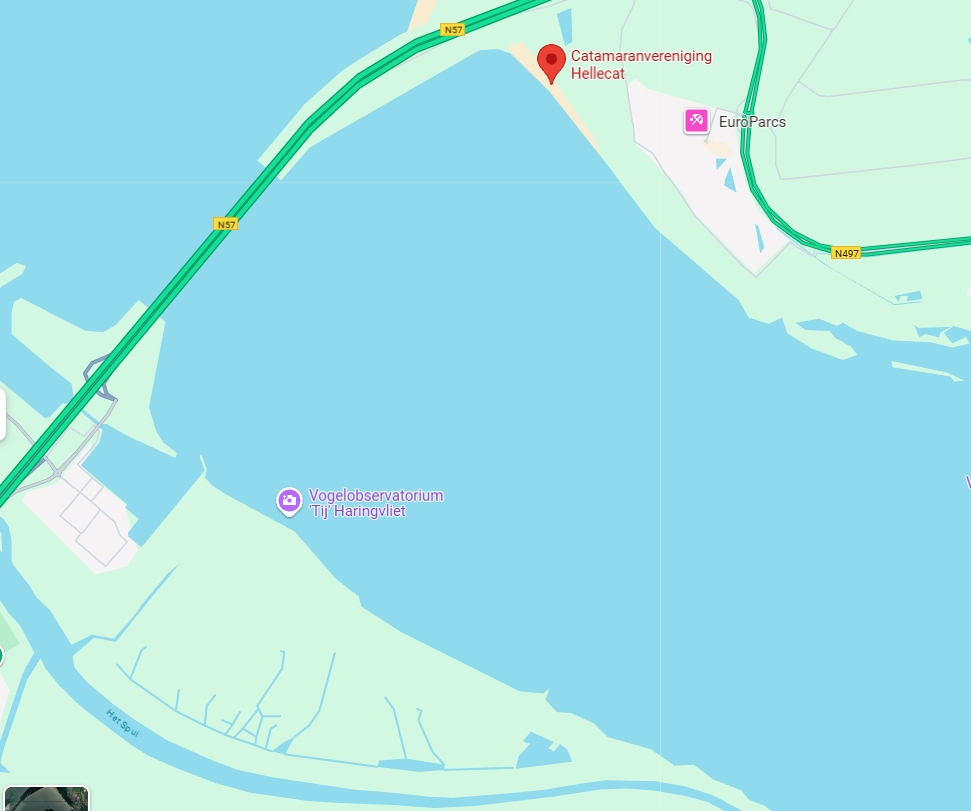 N57
Catamaranvereniging
Hellecat
EuroParcs
N57
N497
Vogelobservatorium
'Tij' Haringvliet
Het Spui